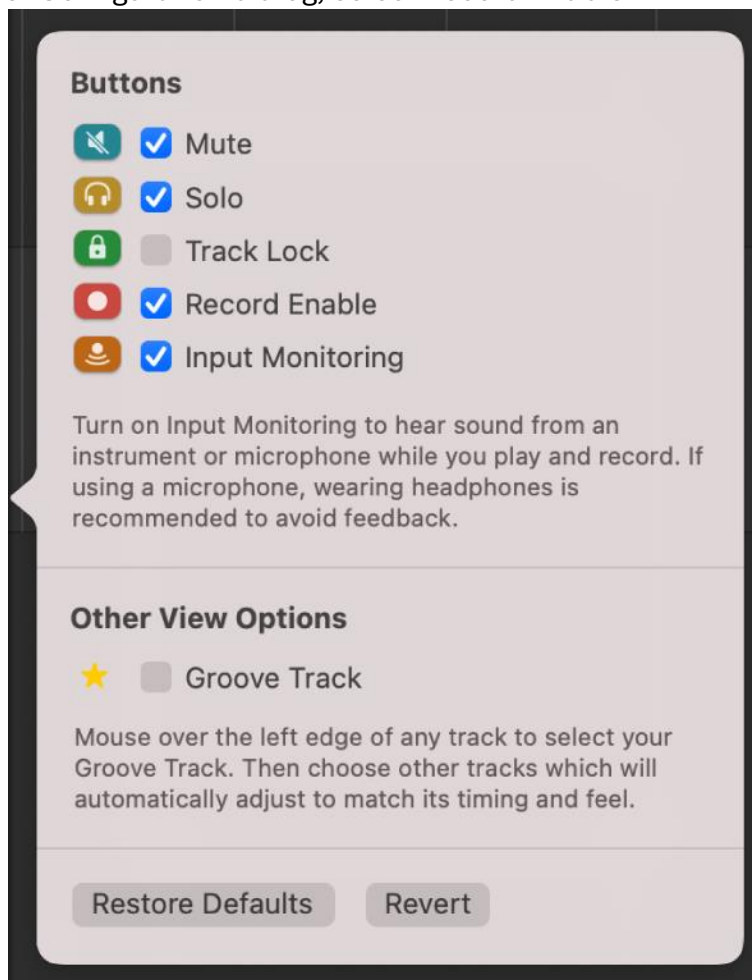 Buttons
Mute
Solo
Track Lock
Record Enable
Input Monitoring
Turn on Input Monitoring to hear sound from an
instrument or microphone while you play and record. If
using a microphone, wearing headphones is
recommended to avoid feedback.
Other View Options
Groove Track
Mouse over the left edge of any track to select your
Groove Track. Then choose other tracks which will
automatically adjust to match its timing and feel.
Restore Defaults Revert